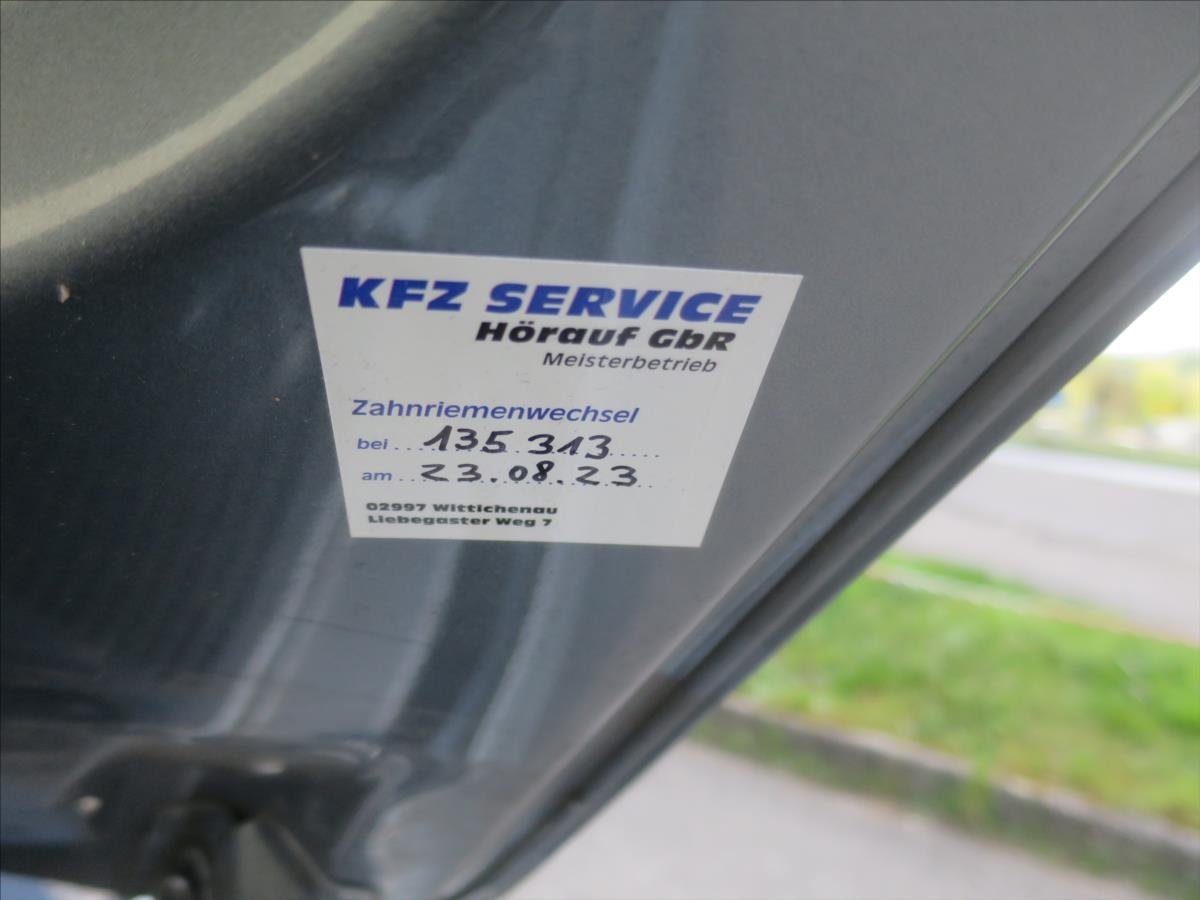 KFZ SERVICE
Hörauf GbR
Meisterbetrieb
Zahnriemenwechsel
bei....135 313......
am...23.08.23..
02997 Wittichenau
Liebegaster Weg 7